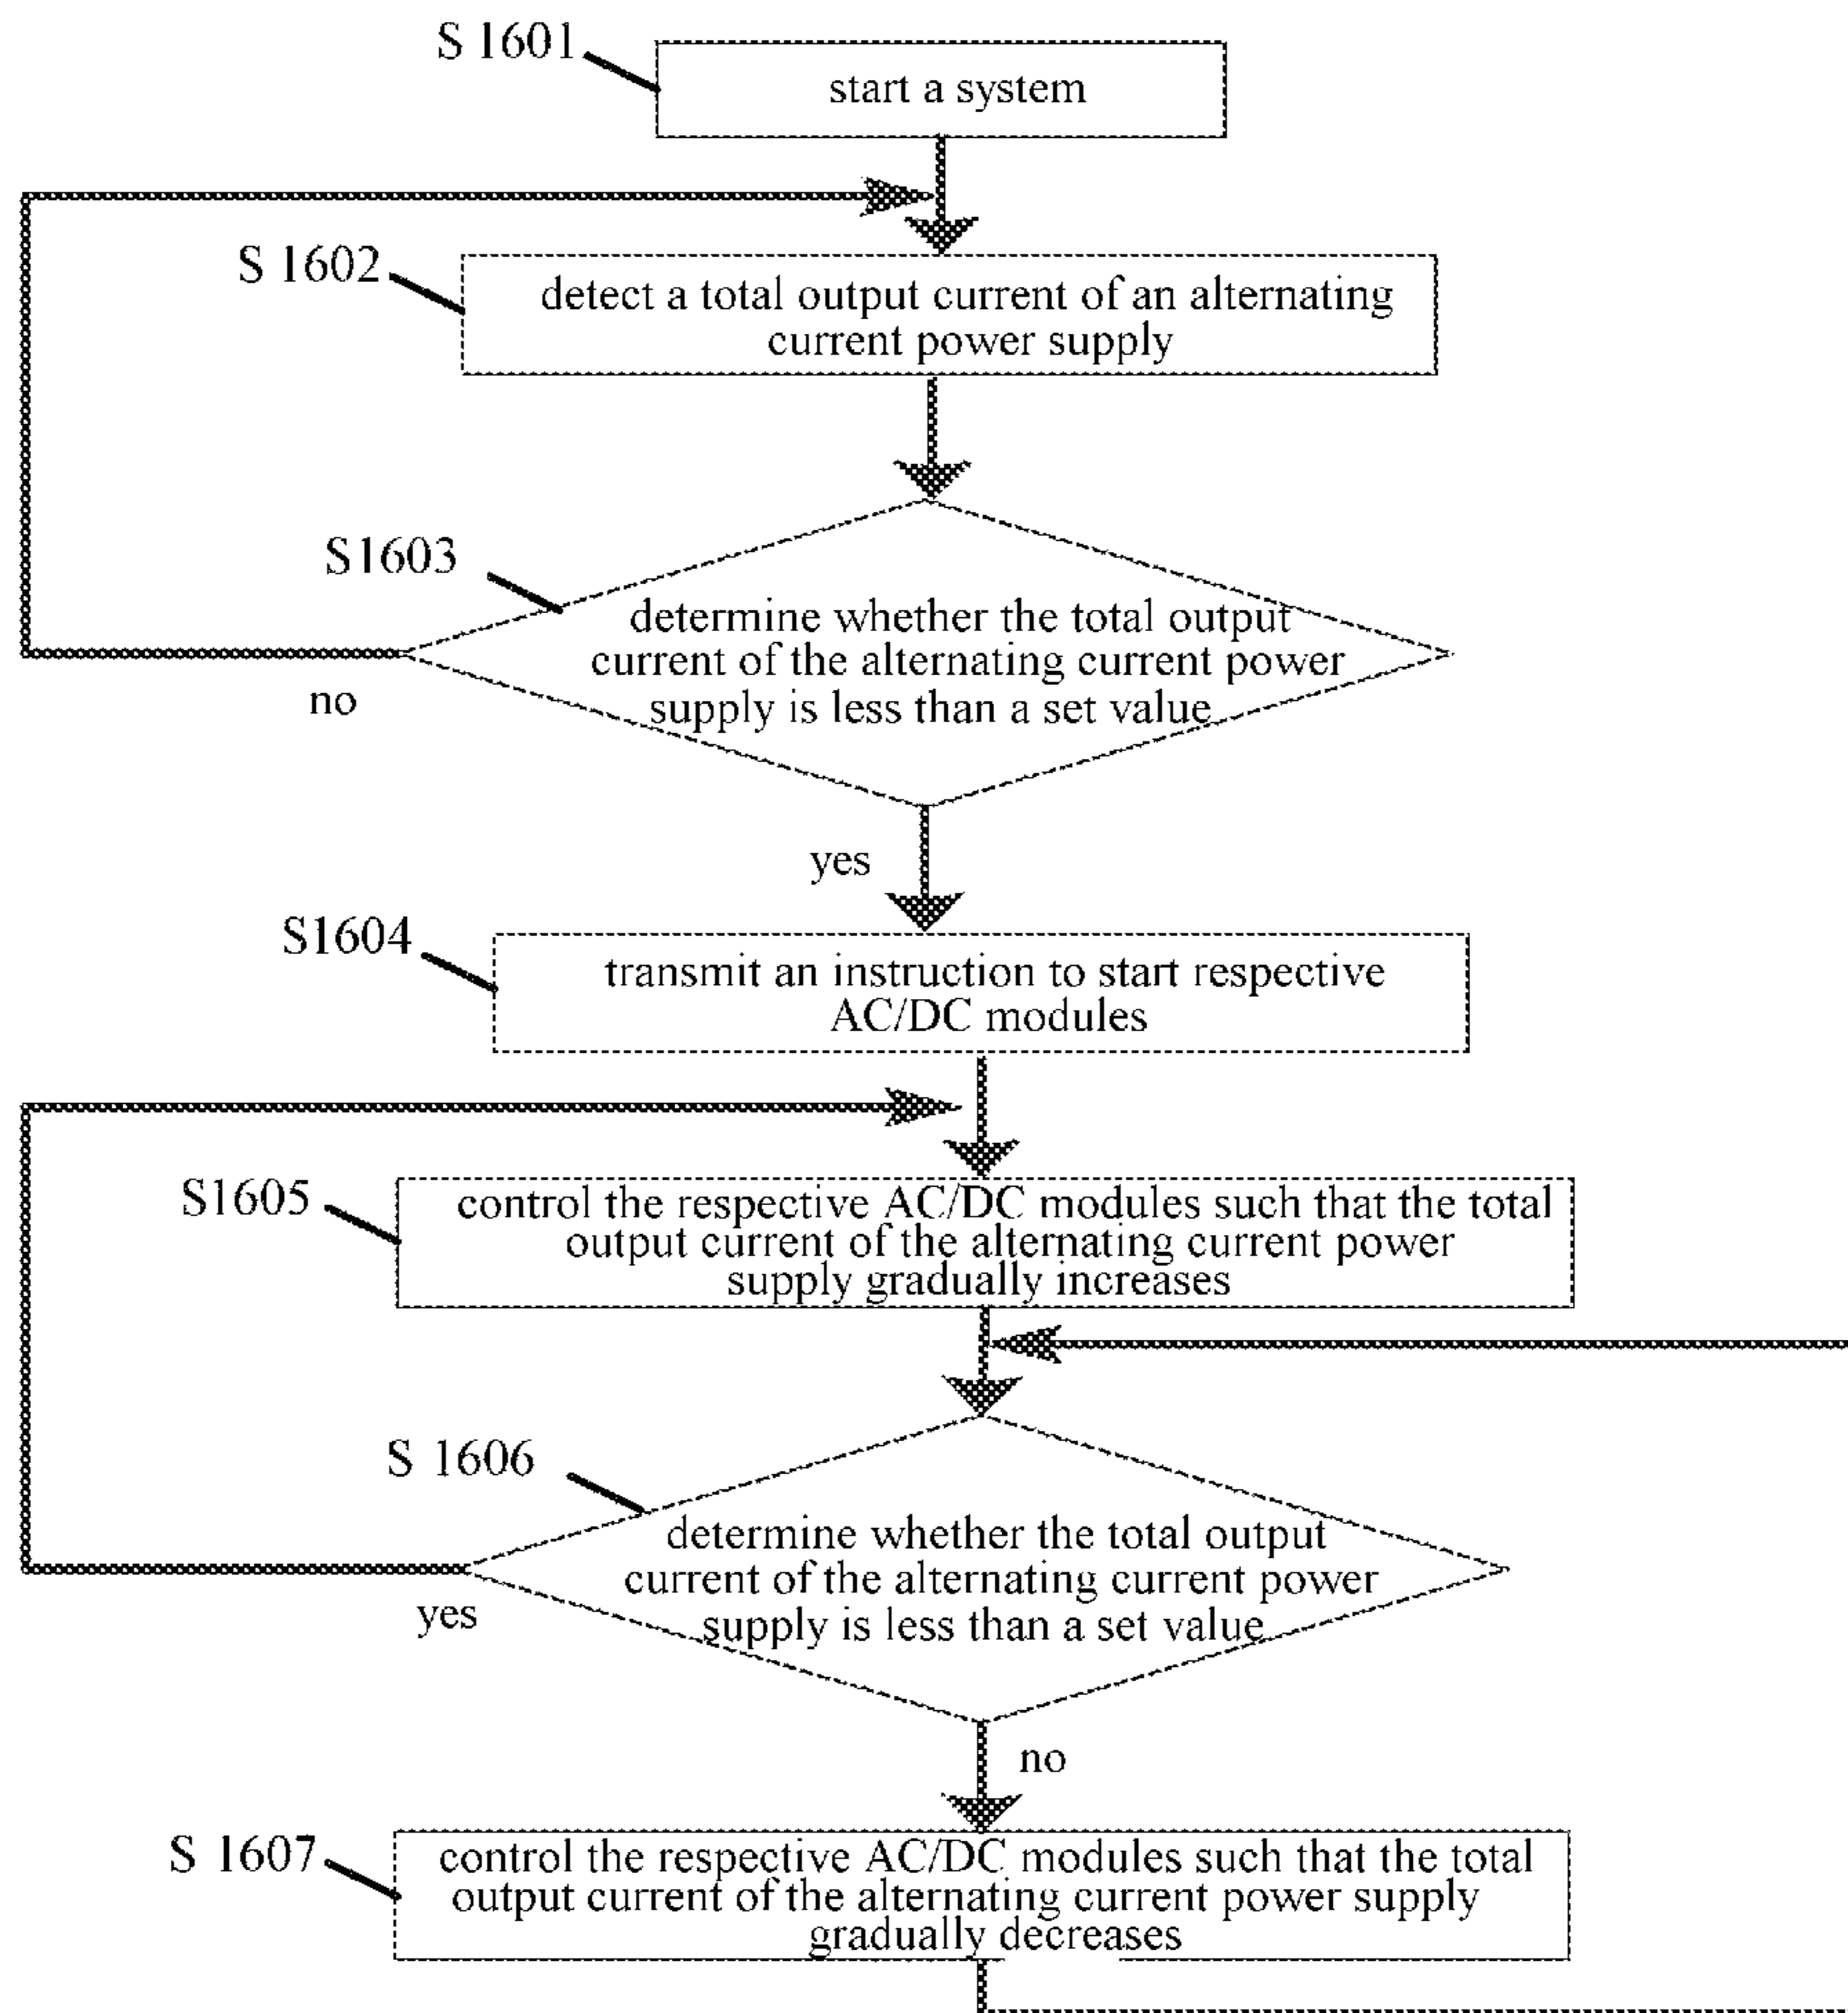 S 1601
start a system
S 1602
detect a total output current of an alternating
current power supply
S1603
determine whether the total output
current of the alternating current power
supply is less than a set value
no
yes
S1604
transmit an instruction to start respective
AC/DC modules
S1605
control the respective AC/DC modules such that the total
output current of the alternating current power
supply gradually increases
S 1606
determine whether the total output
current of the alternating current power
supply is less than a set value
yes
no
S 1607
control the respective AC/DC modules such that the total
output current of the alternating current power supply
gradually decreases